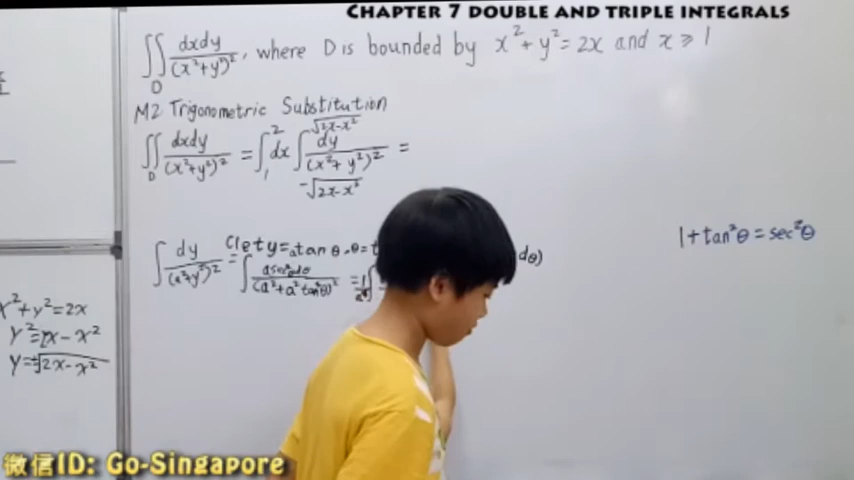 CHAPTER 7 DOUBLE AND TRIPLE INTEGRALS
∬_D dxdy/(x²+y²)², where D is bounded by x²+y²=2x and x≥1
M2 Trigonometric Substitution
∬_D dxdy/(x²+y²)² = ∫_1^2 dx ∫_{-√(2x-x²)}^{√(2x-x²)} dy/(x²+y²)² =
1+tan²θ=sec²θ
∫ dy/(a²+y²)² = (let y=a tan θ, θ= dθ)
∫ asec²θdθ/(a²+a²tan²θ)² =
x²+y²=2x
y²=2x-x²
y=±√2x-x²
微信ID: Go-Singapore